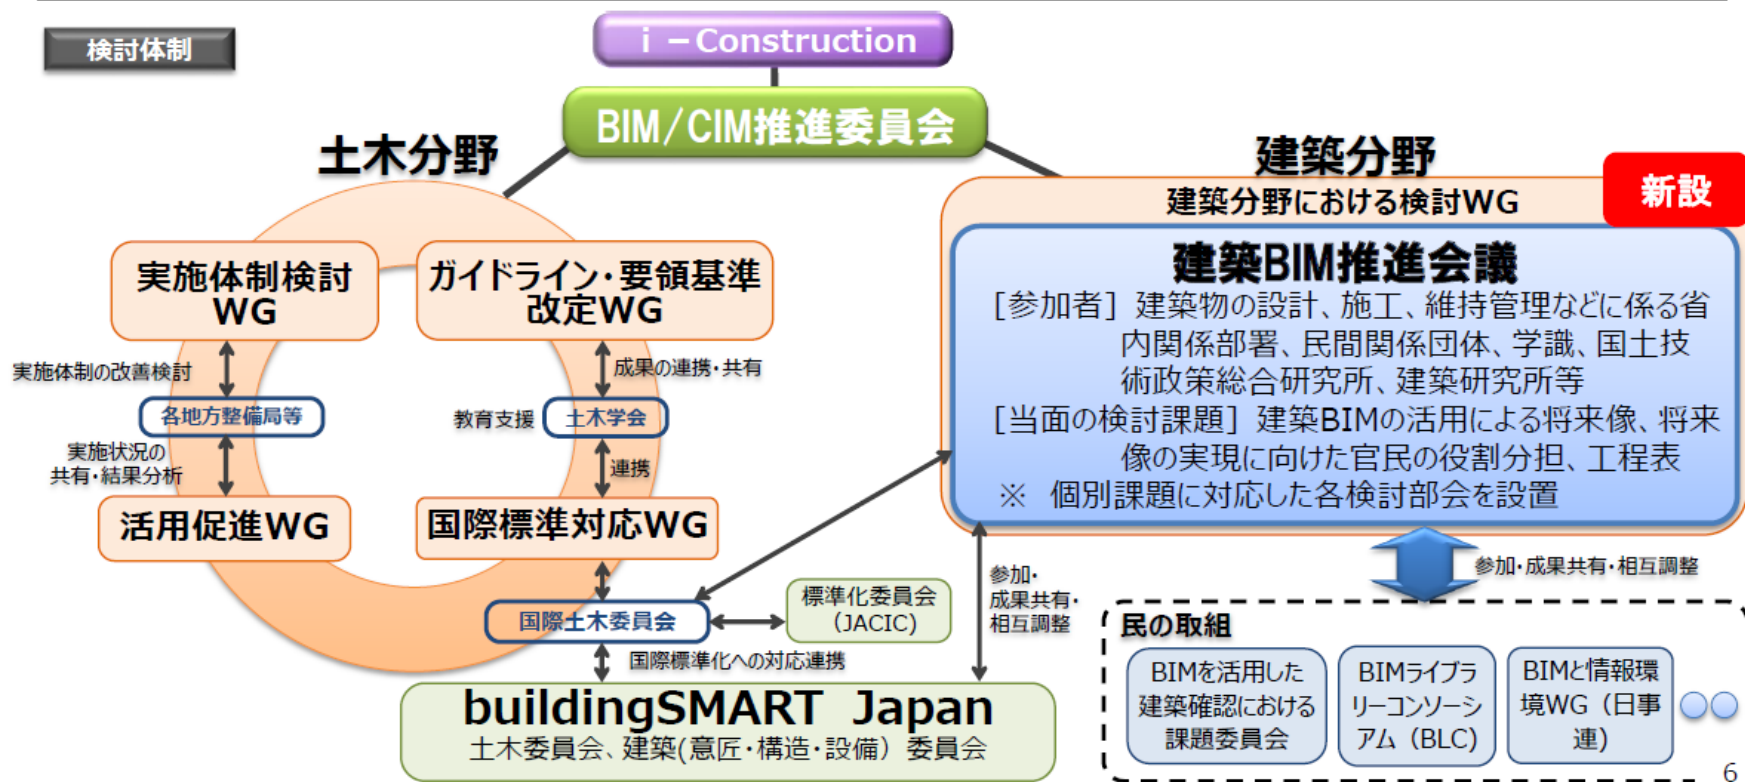 検討体制
i－Construction
BIM/CIM推進委員会
土木分野
実施体制検討
WG
ガイドライン・要領基準
改定WG
実施体制の改善検討
成果の連携・共有
各地方整備局等
教育支援
土木学会
実施状況の
共有・結果分析
連携
活用促進WG
国際標準対応WG
国際土木委員会
標準化委員会
（JACIC）
国際標準化への対応連携
buildingSMART Japan
土木委員会、建築(意匠・構造・設備）委員会
建築分野
新設
建築分野における検討WG
建築BIM推進会議
［参加者］建築物の設計、施工、維持管理などに係る省
内関係部署、民間関係団体、学識、国土技
術政策総合研究所、建築研究所等
［当面の検討課題］建築BIMの活用による将来像、将来
像の実現に向けた官民の役割分担、工程表
※ 個別課題に対応した各検討部会を設置
参加・
成果共有・
相互調整
参加・成果共有・相互調整
民の取組
BIMを活用した
建築確認における
課題委員会
BIMライブラ
リーコンソーシ
アム（BLC）
BIMと情報環
境WG（日事
連）
6